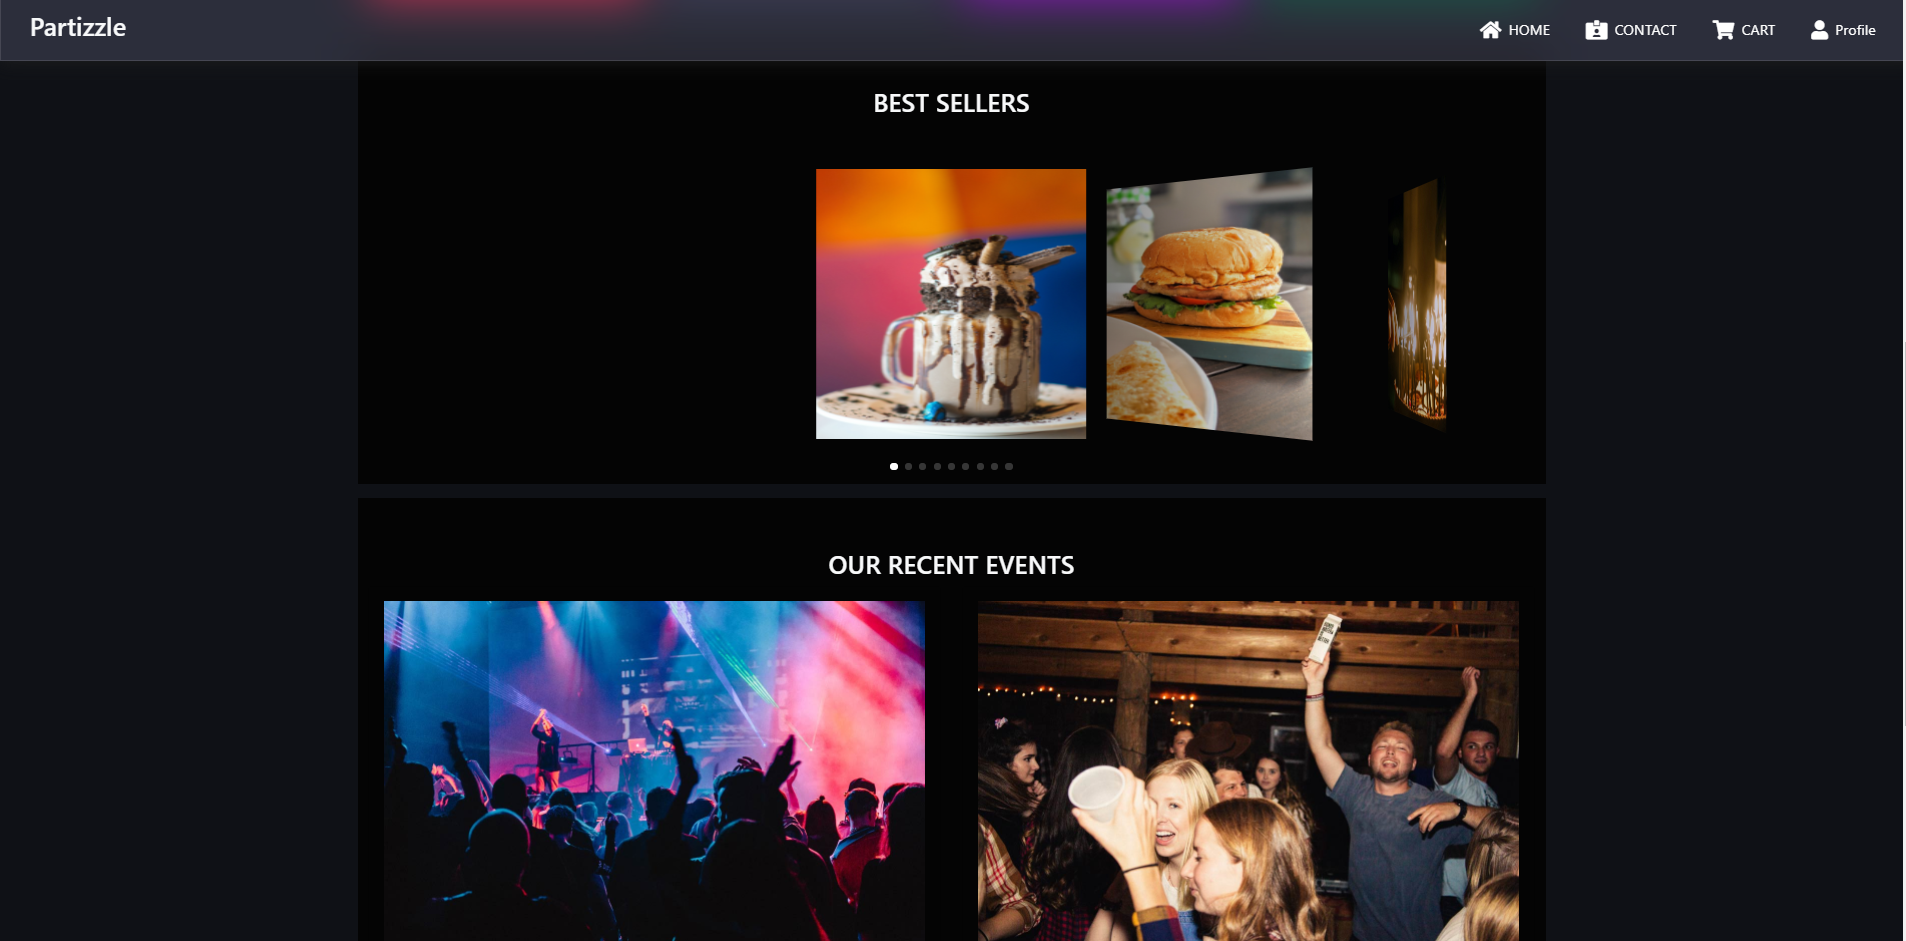 Partizzle
HOME
CONTACT
CART
Profile
BEST SELLERS
OUR RECENT EVENTS